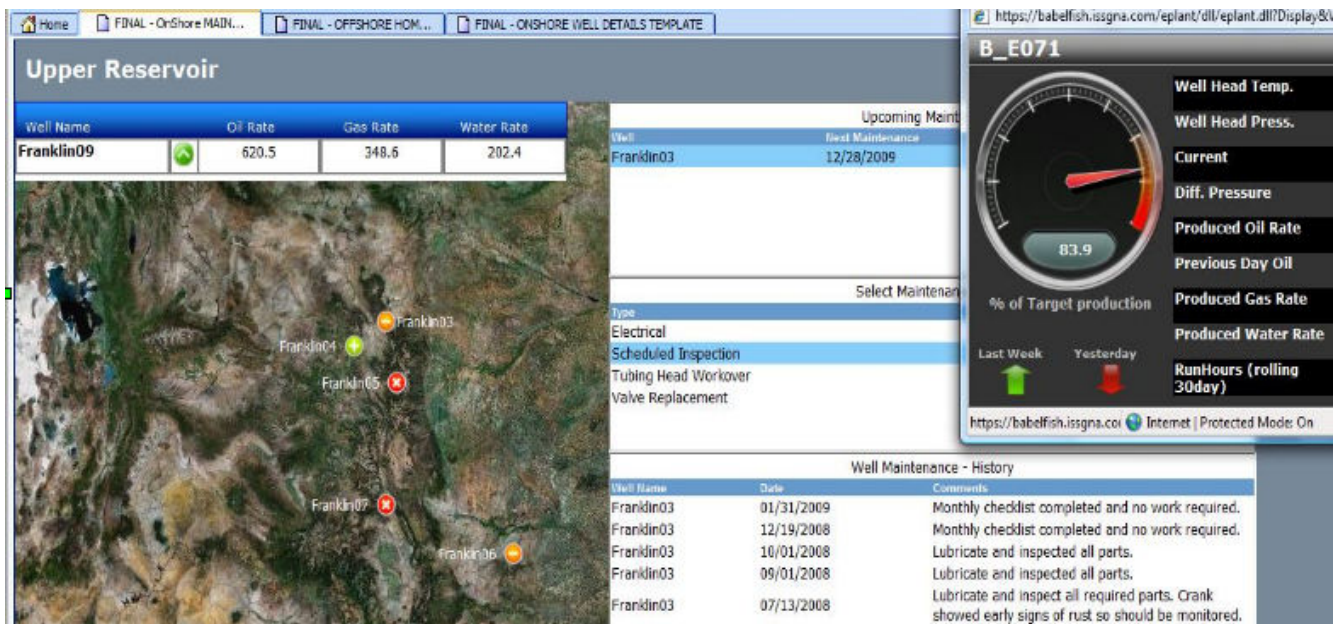 Home
FINAL - OnShore MAIN...
FINAL - OFFSHORE HOM...
FINAL - ONSHORE WELL DETAILS TEMPLATE
https://babelfish.issgna.com/eplant/dll/eplant.dll?Display&
Upper Reservoir
Well Name Oil Rate Gas Rate Water Rate
Franklin09 620.5 348.6 202.4
Franklin03
Franklin04
Franklin05
Franklin07
Franklin06
Upcoming Maint
Well Next Maintenance
Franklin03 12/28/2009
Select Maintenan
Type
Electrical
Scheduled Inspection
Tubing Head Workover
Valve Replacement
Well Maintenance - History
Well Name Date Comments
Franklin03 01/31/2009 Monthly checklist completed and no work required.
Franklin03 12/19/2008 Monthly checklist completed and no work required.
Franklin03 10/01/2008 Lubricate and inspected all parts.
Franklin03 09/01/2008 Lubricate and inspected all parts.
Franklin03 07/13/2008 Lubricate and inspect all required parts. Crank
showed early signs of rust so should be monitored.
B_E071
83.9
% of Target production
Last Week Yesterday
Well Head Temp.
Well Head Press.
Current
Diff. Pressure
Produced Oil Rate
Previous Day Oil
Produced Gas Rate
Produced Water Rate
RunHours (rolling
30day)
https://babelfish.issgna.co Internet | Protected Mode: On